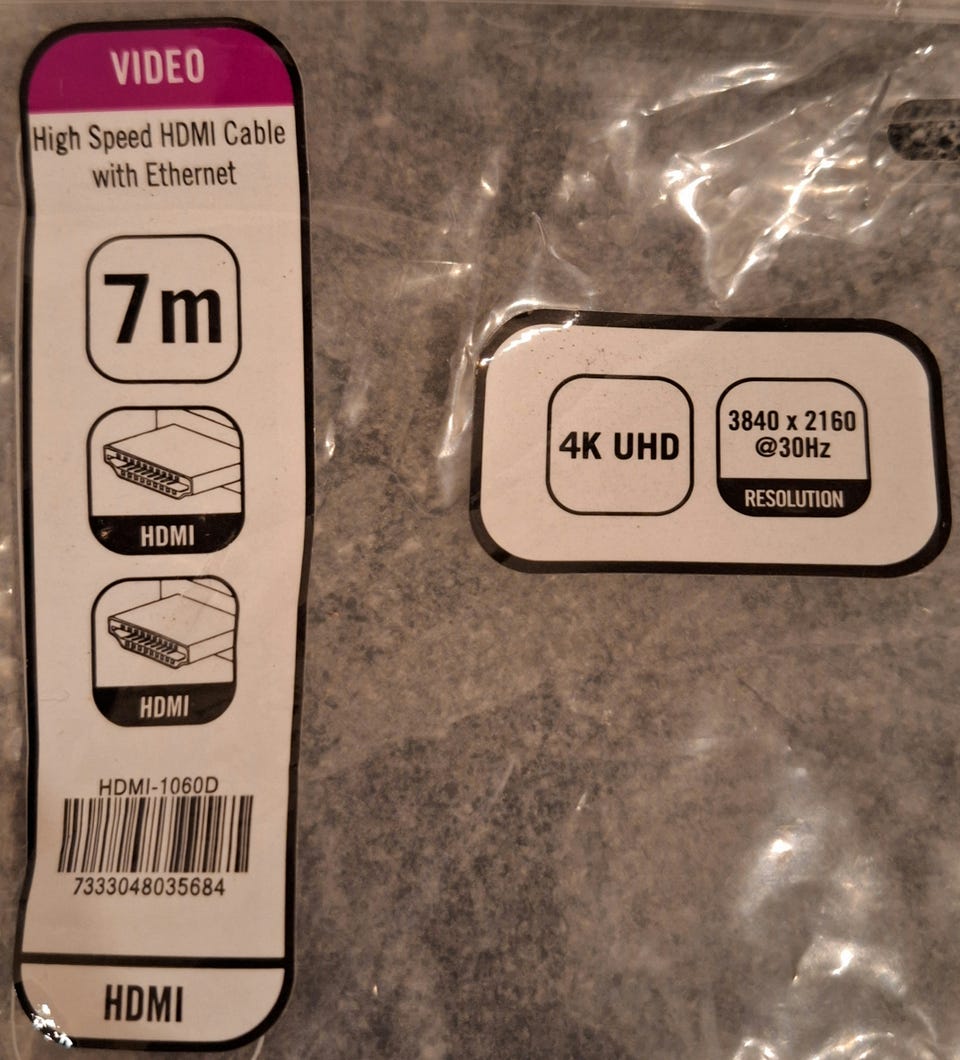 VIDEO
High Speed HDMI Cable
with Ethernet
7m
HDMI
HDMI
HDMI-1060D
7333048035684
HDMI
4K UHD
3840 x 2160
@30Hz
RESOLUTION